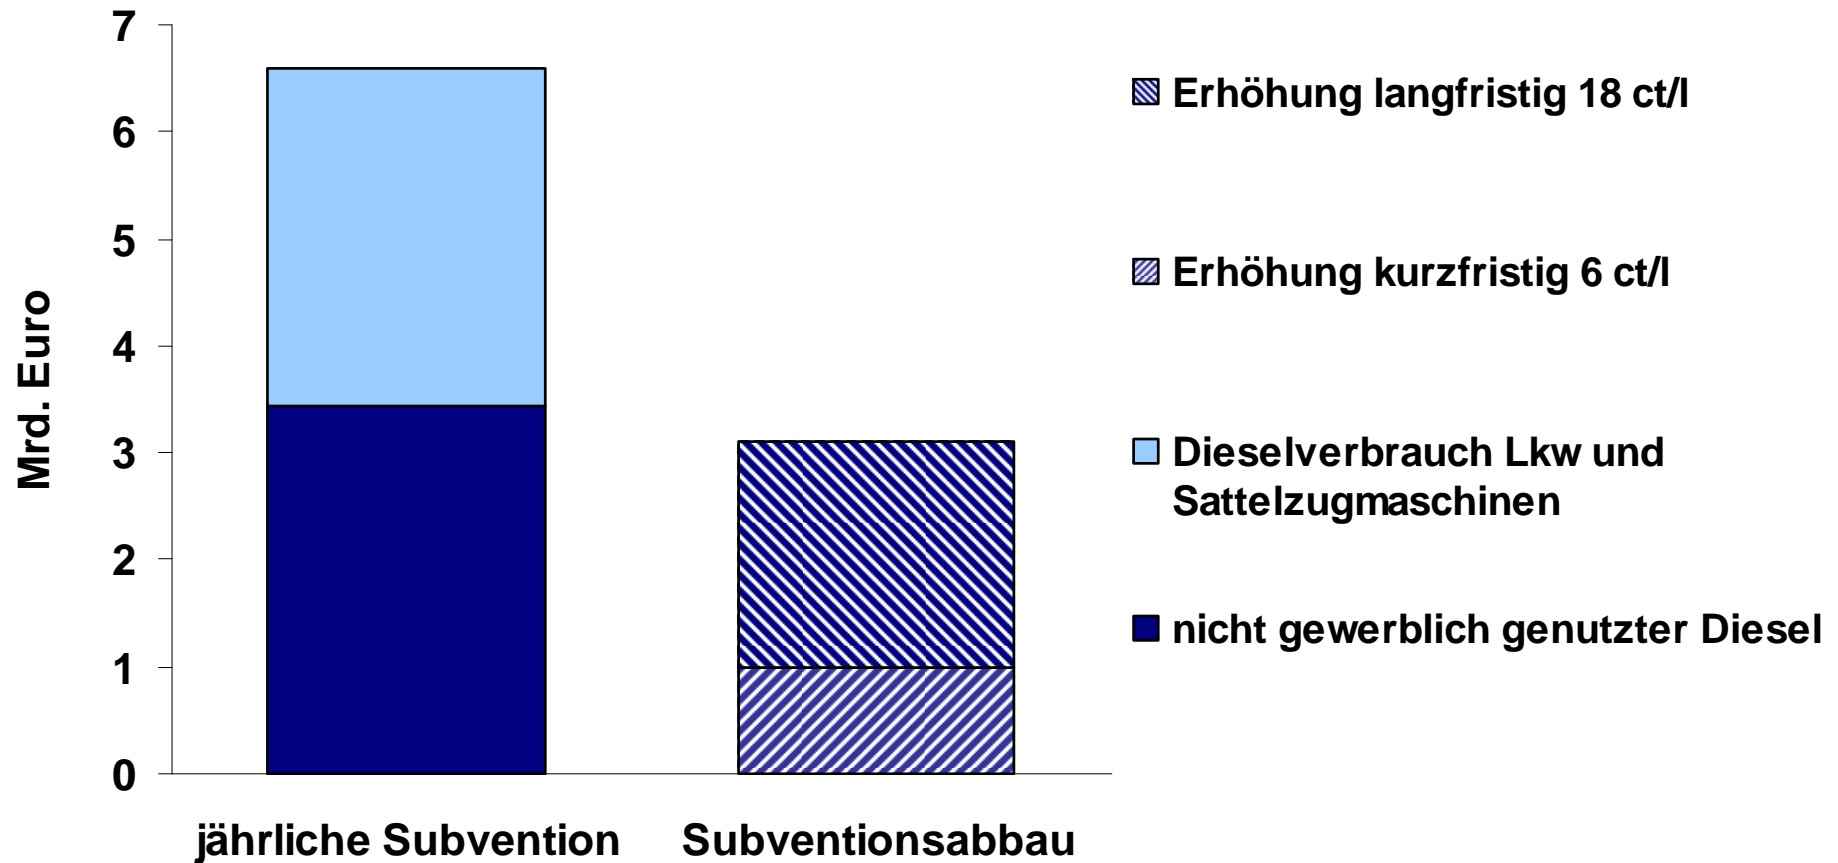 Mrd. Euro
7
6
5
4
3
2
1
0
jährliche Subvention
Subventionsabbau
Erhöhung langfristig 18 ct/l
Erhöhung kurzfristig 6 ct/l
Dieselverbrauch Lkw und
Sattelzugmaschinen
nicht gewerblich genutzter Diesel